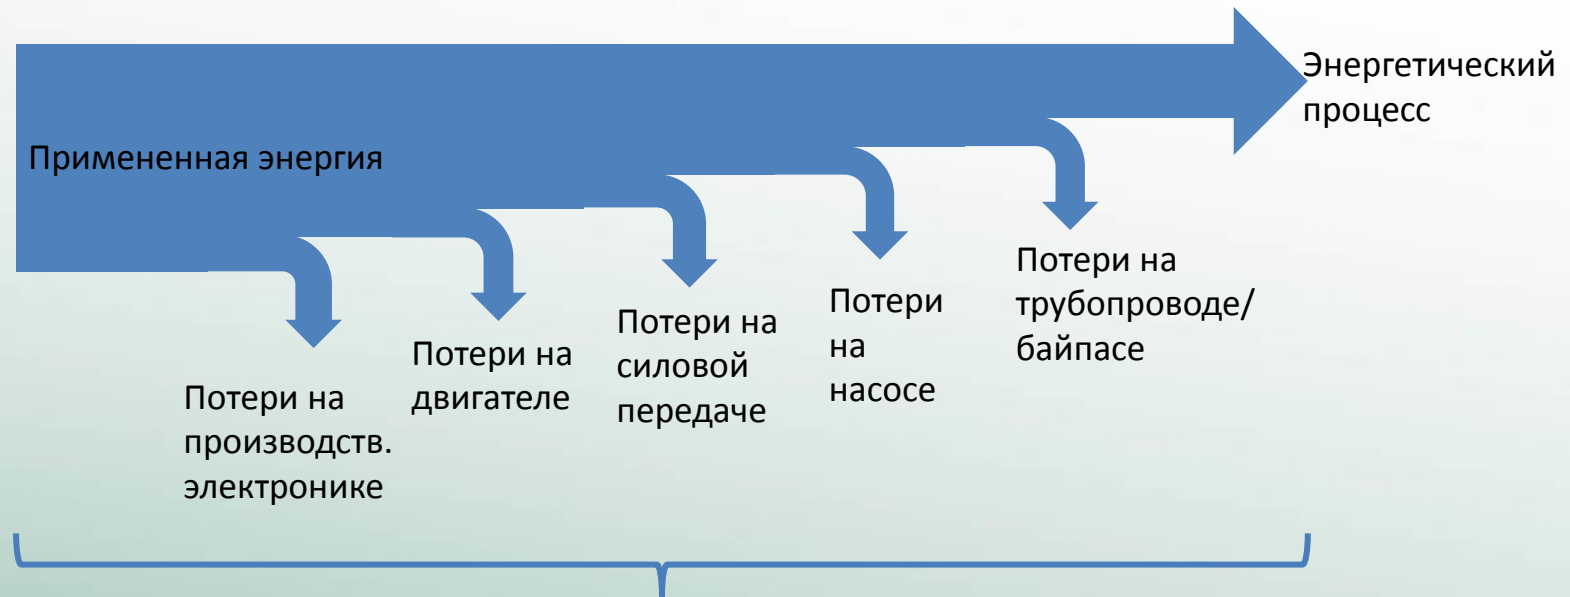 Энергетический
процесс
Примененная энергия
Потери на
производств.
электронике
Потери на
двигателе
Потери на
силовой
передаче
Потери
на
насосе
Потери на
трубопроводе/
байпасе